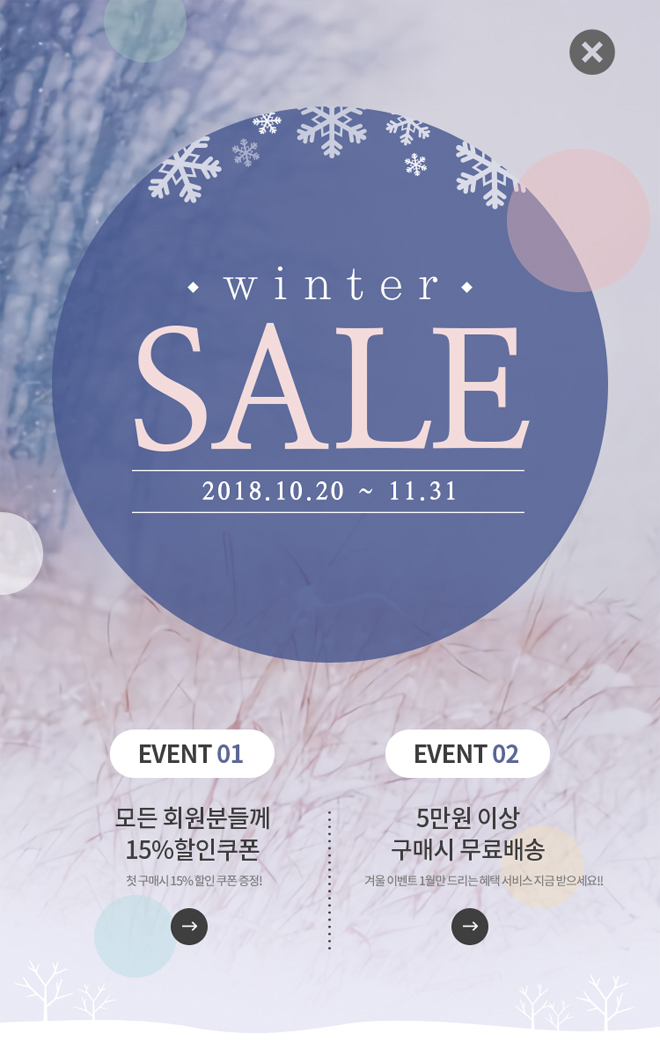 winter
SALE
2018.10.20 ~ 11.31
EVENT 01
모든 회원분들께
15%할인쿠폰
첫 구매시 15% 할인 쿠폰 증정!
EVENT 02
5만원 이상
구매시 무료배송
겨울 이벤트 1월만 드리는 혜택 서비스 지금 받으세요!!